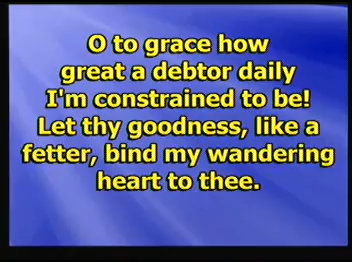 O to grace how
great a debtor daily
I'm constrained to be!
Let thy goodness, like a
fetter, bind my wandering
heart to thee.